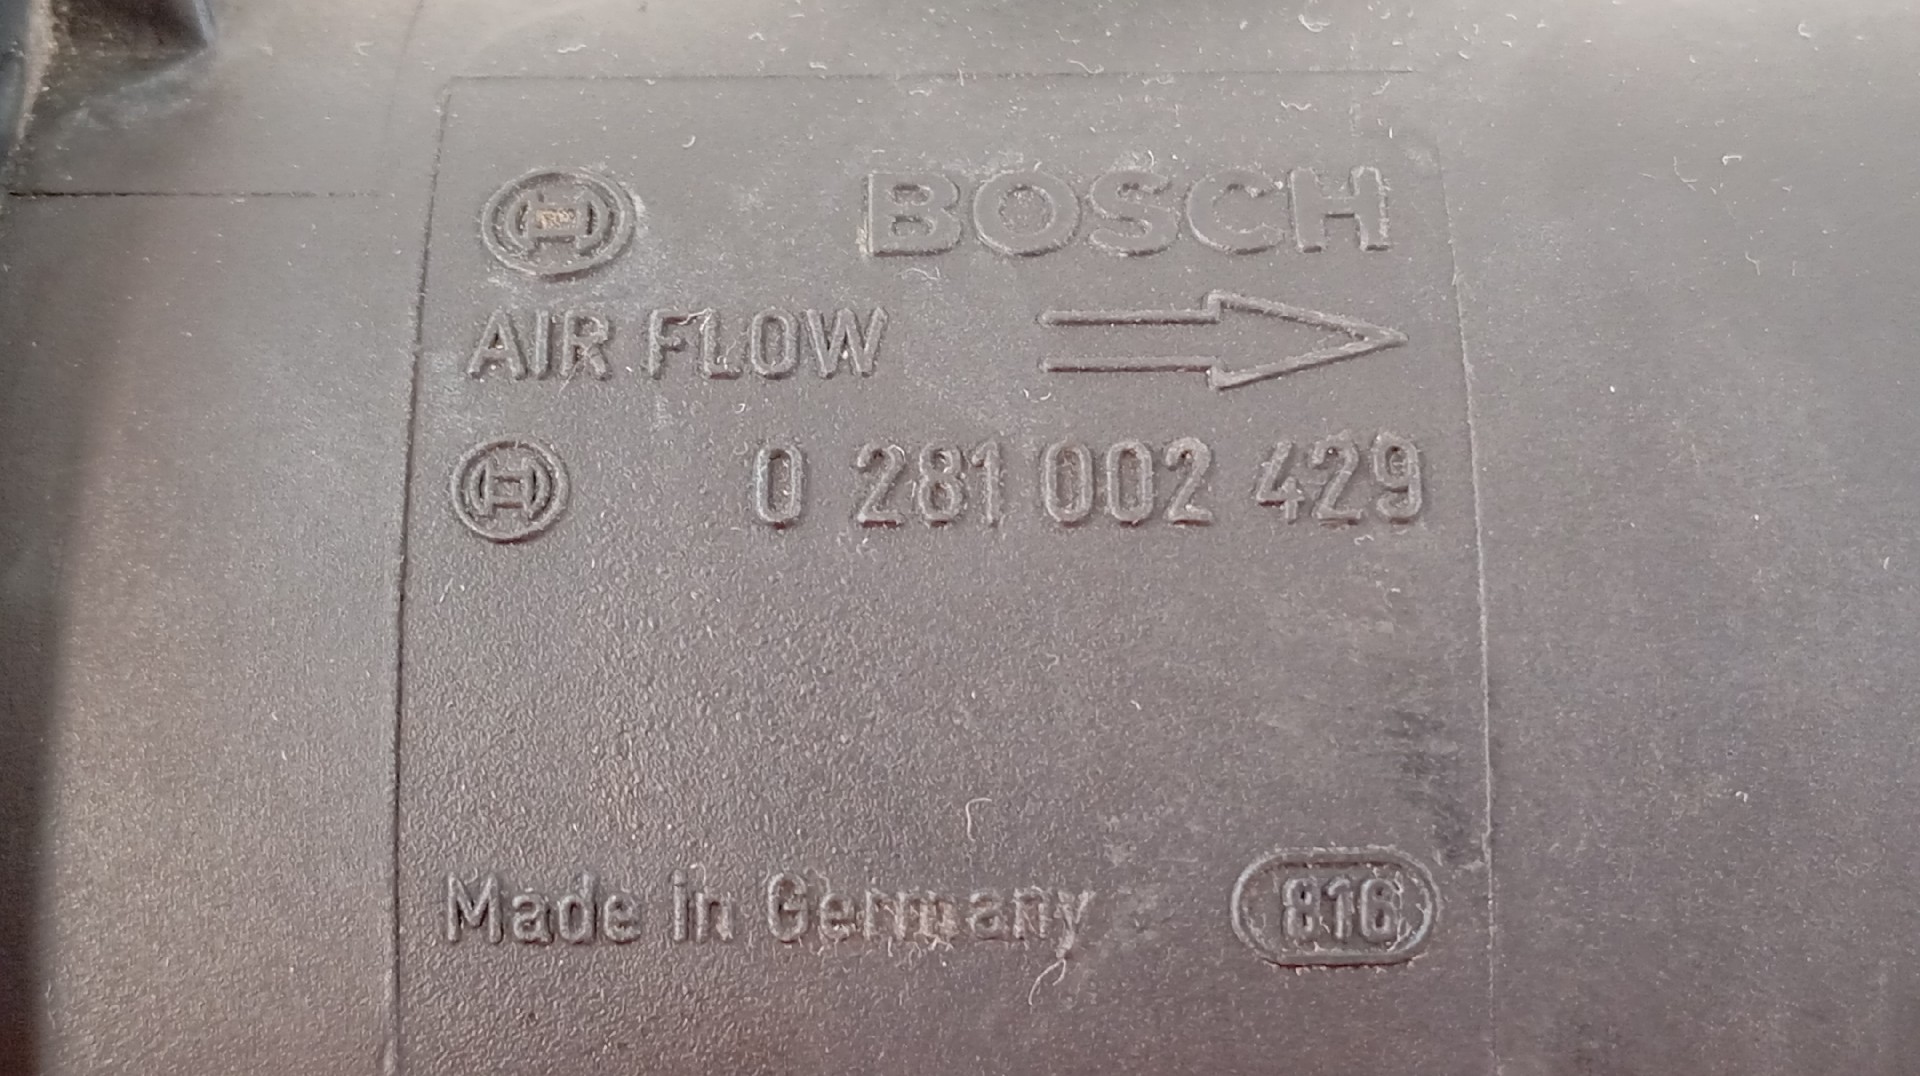 BOSCH
AIR FLOW
0 281 002 429
Made in Germany 816